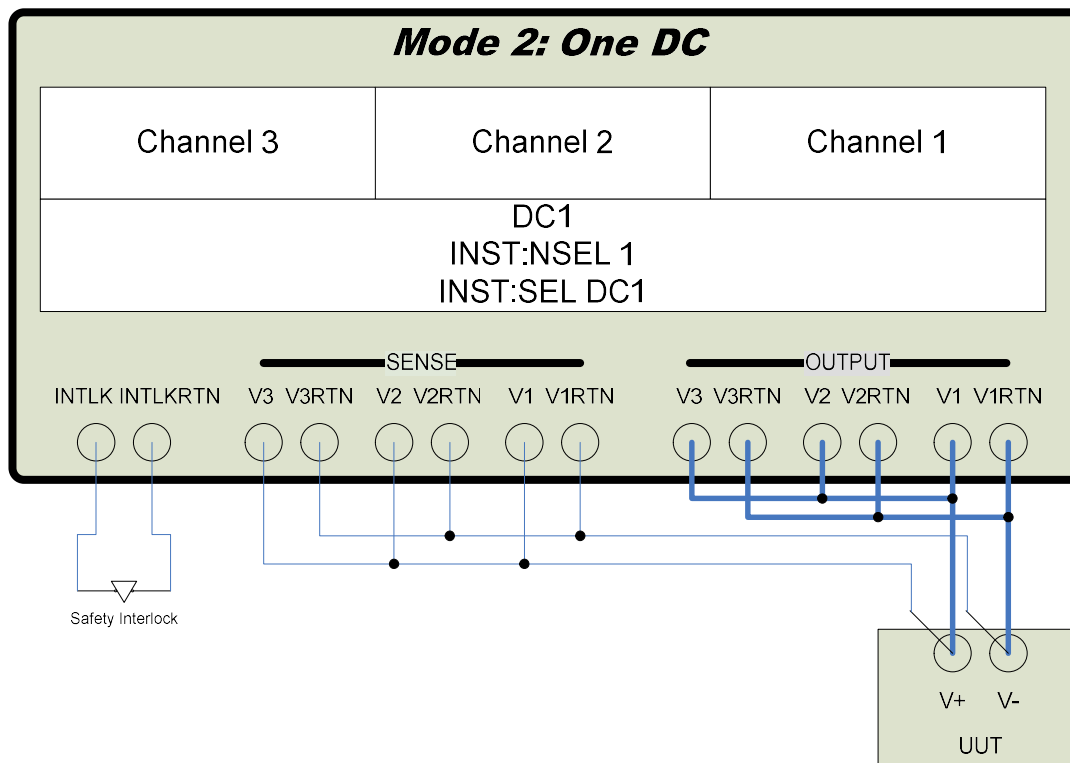 Mode 2: One DC
Channel 3 Channel 2 Channel 1
DC1
INST:NSEL 1
INST:SEL DC1
SENSE OUTPUT
INTLK INTLKRTN V3 V3RTN V2 V2RTN V1 V1RTN V3 V3RTN V2 V2RTN V1 V1RTN
Safety Interlock
V+ V-
UUT